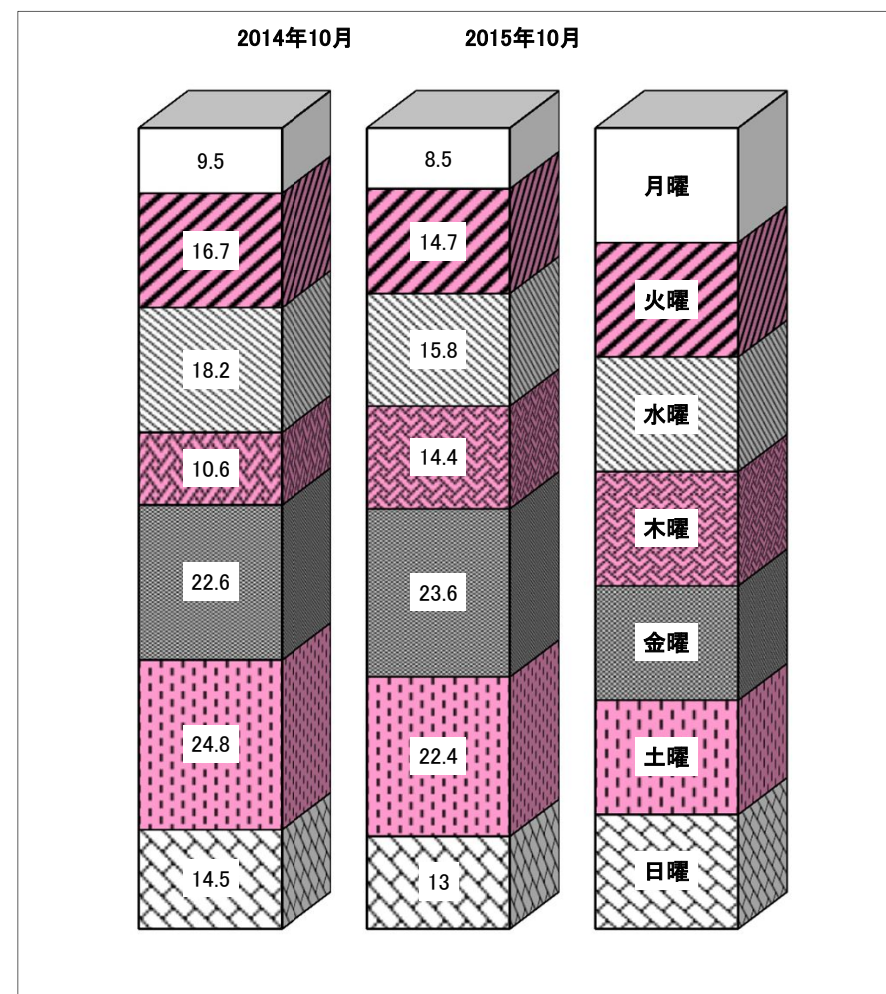 2014年10月 2015年10月
9.5 8.5 月曜
16.7 14.7 火曜
18.2 15.8 水曜
10.6 14.4 木曜
22.6 23.6 金曜
24.8 22.4 土曜
14.5 13 日曜